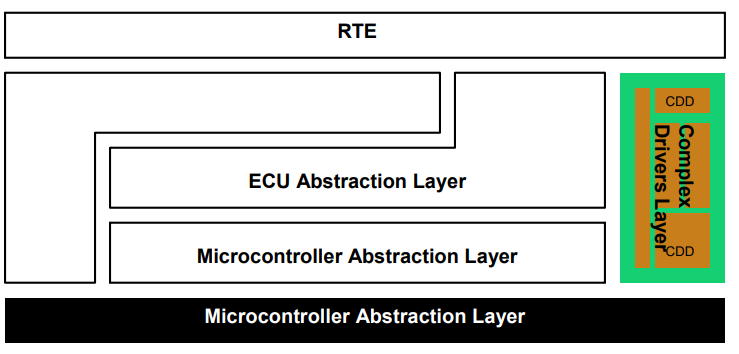 RTE
CDD
Complex
Drivers Layer
ECU Abstraction Layer
Microcontroller Abstraction Layer
CDD
Microcontroller Abstraction Layer